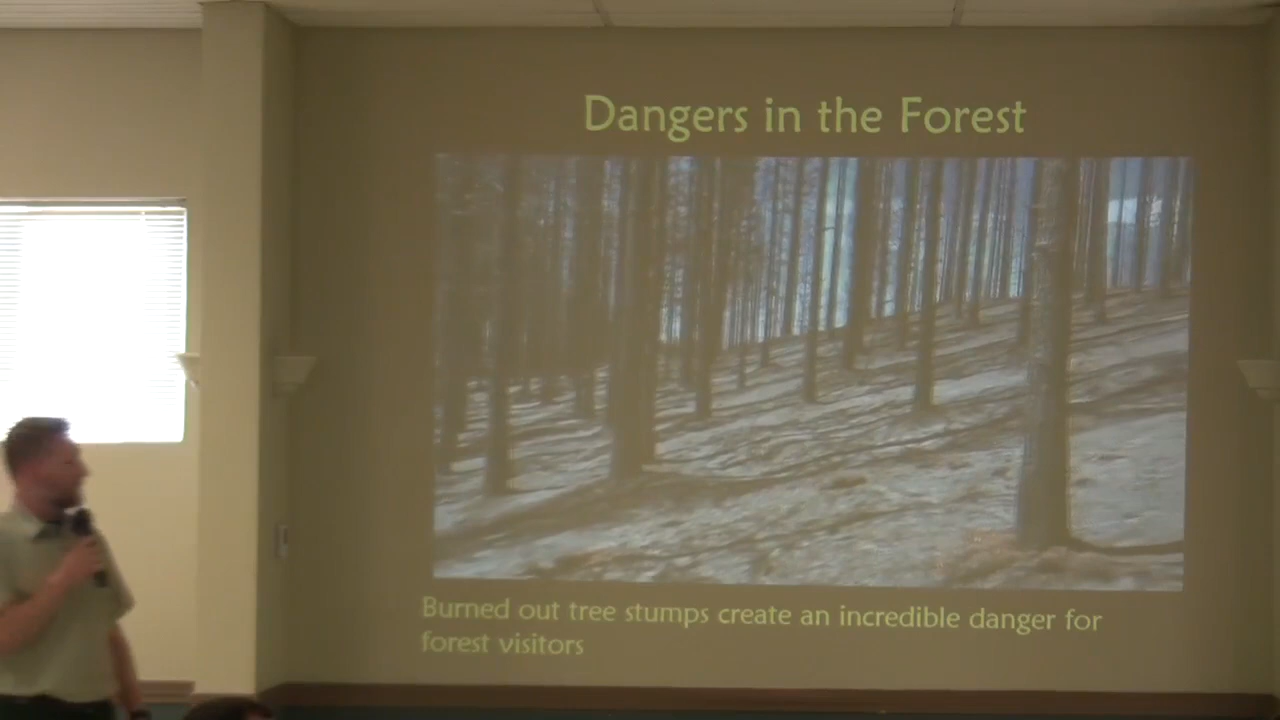 Dangers in the Forest
Burned out tree stumps create an incredible danger for
forest visitors